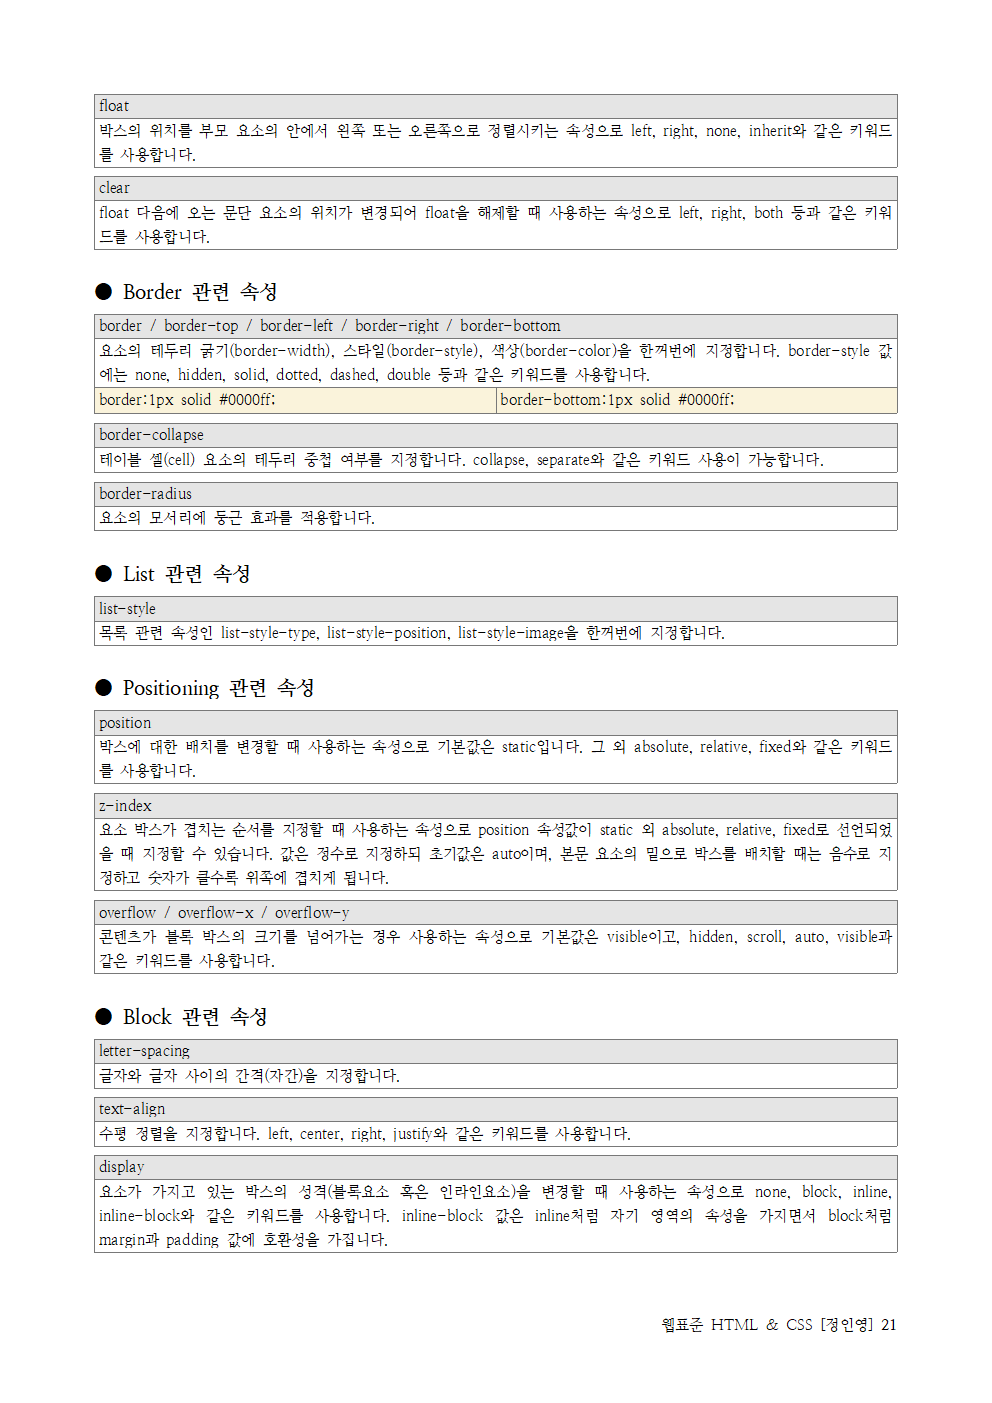 float
박스의 위치를 부모 요소의 안에서 왼쪽 또는 오른쪽으로 정렬시키는 속성으로 left, right, none, inherit와 같은 키워드
를 사용합니다.
clear
float 다음에 오는 문단 요소의 위치가 변경되어 float을 해제할 때 사용하는 속성으로 left, right, both 등과 같은 키워
드를 사용합니다.
● Border 관련 속성
border / border-top / border-left / border-right / border-bottom
요소의 테두리 굵기(border-width), 스타일(border-style), 색상(border-color)을 한꺼번에 지정합니다. border-style 값
에는 none, hidden, solid, dotted, dashed, double 등과 같은 키워드를 사용합니다.
border:1px solid #0000ff; border-bottom:1px solid #0000ff;
border-collapse
테이블 셀(cell) 요소의 테두리 중첩 여부를 지정합니다. collapse, separate와 같은 키워드 사용이 가능합니다.
border-radius
요소의 모서리에 둥근 효과를 적용합니다.
● List 관련 속성
list-style
목록 관련 속성인 list-style-type, list-style-position, list-style-image을 한꺼번에 지정합니다.
● Positioning 관련 속성
position
박스에 대한 배치를 변경할 때 사용하는 속성으로 기본값은 static입니다. 그 외 absolute, relative, fixed와 같은 키워드
를 사용합니다.
z-index
요소 박스가 겹치는 순서를 지정할 때 사용하는 속성으로 position 속성값이 static 외 absolute, relative, fixed로 선언되었
을 때 지정할 수 있습니다. 값은 정수로 지정하되 초기값은 auto이며, 본문 요소의 밑으로 박스를 배치할 때는 음수로 지
정하고 숫자가 클수록 위쪽에 겹치게 됩니다.
overflow / overflow-x / overflow-y
콘텐츠가 블록 박스의 크기를 넘어가는 경우 사용하는 속성으로 기본값은 visible이고, hidden, scroll, auto, visible과
같은 키워드를 사용합니다.
● Block 관련 속성
letter-spacing
글자와 글자 사이의 간격(자간)을 지정합니다.
text-align
수평 정렬을 지정합니다. left, center, right, justify와 같은 키워드를 사용합니다.
display
요소가 가지고 있는 박스의 성격(블록요소 혹은 인라인요소)을 변경할 때 사용하는 속성으로 none, block, inline,
inline-block와 같은 키워드를 사용합니다. inline-block 값은 inline처럼 자기 영역의 속성을 가지면서 block처럼
margin과 padding 값에 호환성을 가집니다.
웹표준 HTML & CSS [정인영] 21